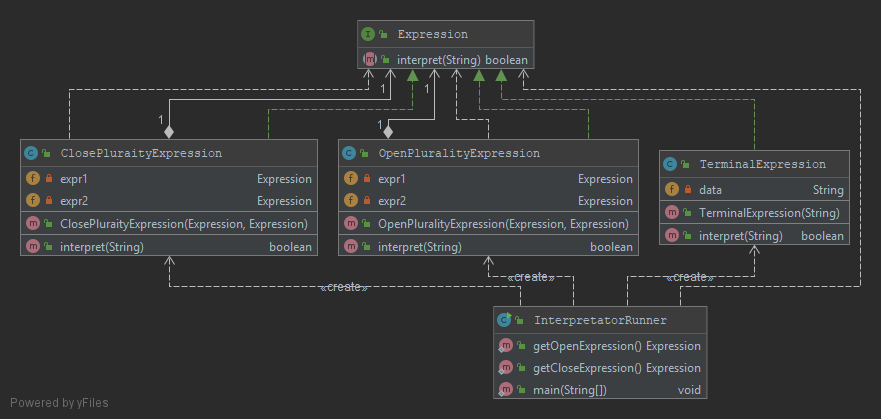 Expression
interpret(String) boolean
1
1
1
1
ClosePluraityExpression
expr1 Expression
expr2 Expression
ClosePluraityExpression(Expression, Expression)
interpret(String) boolean
OpenPluralityExpression
expr1 Expression
expr2 Expression
OpenPluralityExpression(Expression, Expression)
interpret(String) boolean
TerminalExpression
data String
TerminalExpression(String)
interpret(String) boolean
«create»
«create»
«create»
InterpretatorRunner
getOpenExpression() Expression
getCloseExpression() Expression
main(String[]) void
Powered by yFiles